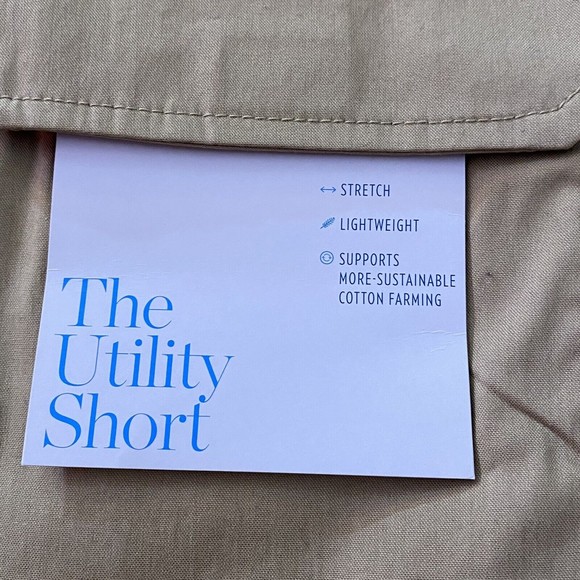 STRETCH
LIGHTWEIGHT
SUPPORTS
MORE-SUSTAINABLE
COTTON FARMING
The
Utility
Short